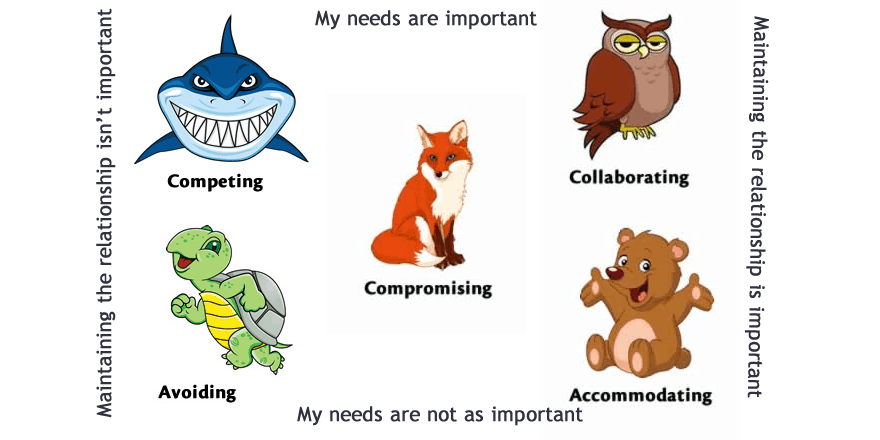 My needs are important
Maintaining the relationship isn't important
Maintaining the relationship is important
Competing
Collaborating
Compromising
Avoiding
Accommodating
My needs are not as important